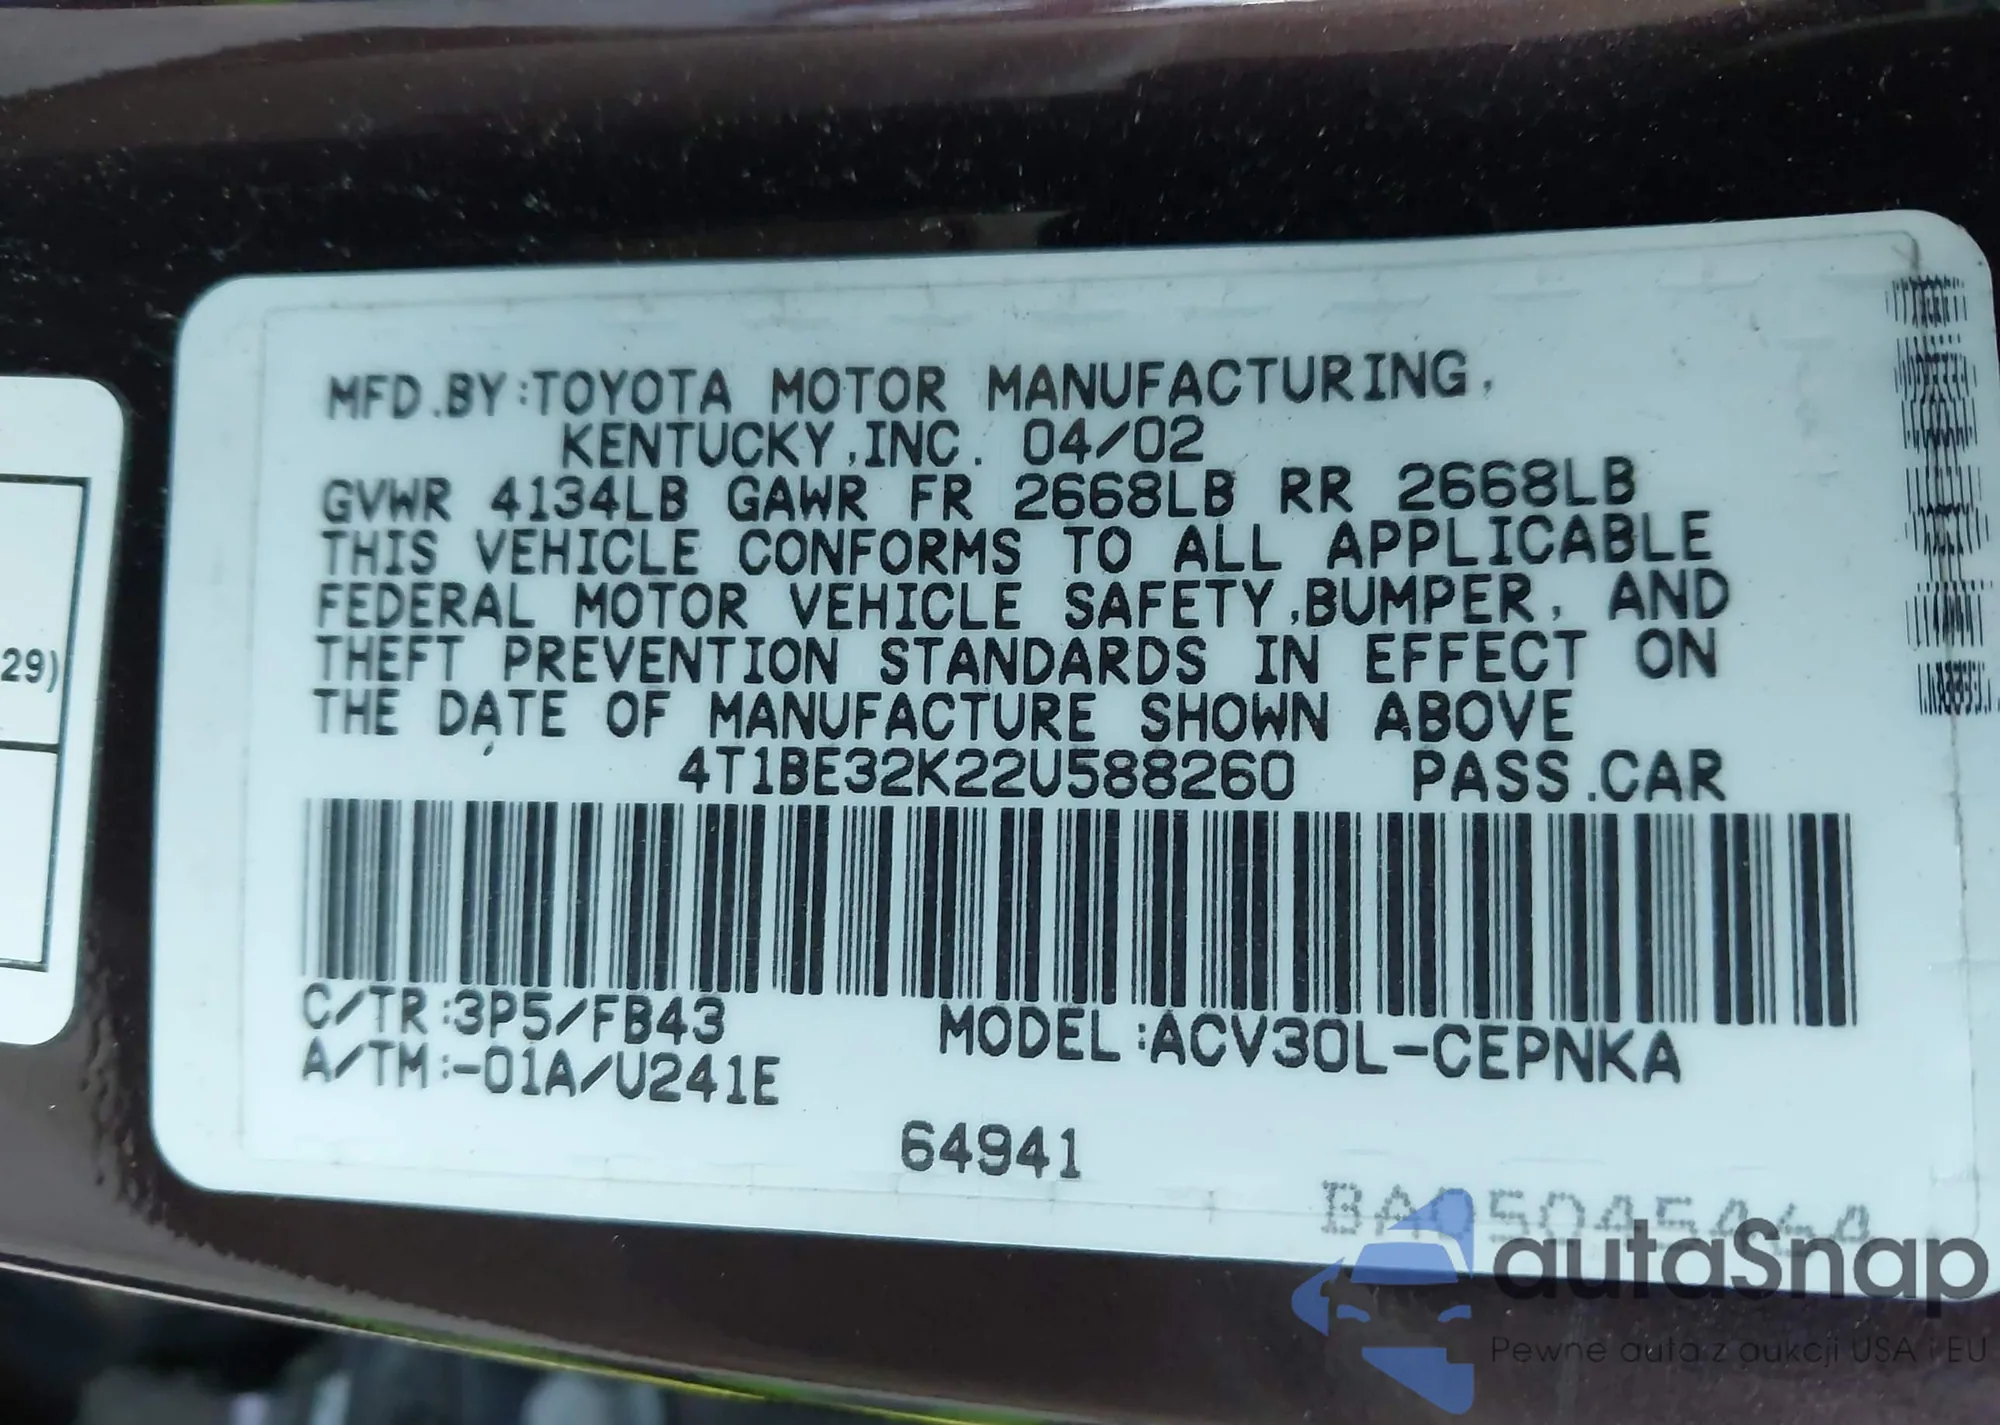 MFD.BY:TOYOTA MOTOR MANUFACTURING,
KENTUCKY,INC. 04/02
GVWR 4134LB GAWR FR 2668LB RR 2668LB
THIS VEHICLE CONFORMS TO ALL APPLICABLE
FEDERAL MOTOR VEHICLE SAFETY,BUMPER, AND
THEFT PREVENTION STANDARDS IN EFFECT ON
THE DATE OF MANUFACTURE SHOWN ABOVE
4T1BE32K22U588260 PASS.CAR
C/TR:3P5/FB43
A/TM:-01A/U241E
MODEL:ACV30L-CEPNKA
64941
29)
autaSnap
Pewne auta z aukcji USA i EU